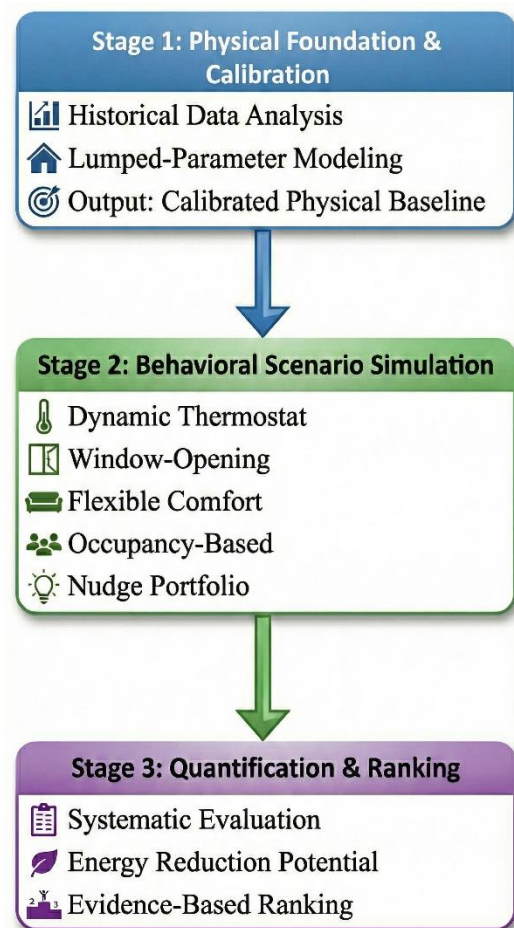 Stage 1: Physical Foundation &
Calibration
Historical Data Analysis
Lumped-Parameter Modeling
Output: Calibrated Physical Baseline
Stage 2: Behavioral Scenario Simulation
Dynamic Thermostat
Window-Opening
Flexible Comfort
Occupancy-Based
Nudge Portfolio
Stage 3: Quantification & Ranking
Systematic Evaluation
Energy Reduction Potential
2 3
Evidence-Based Ranking